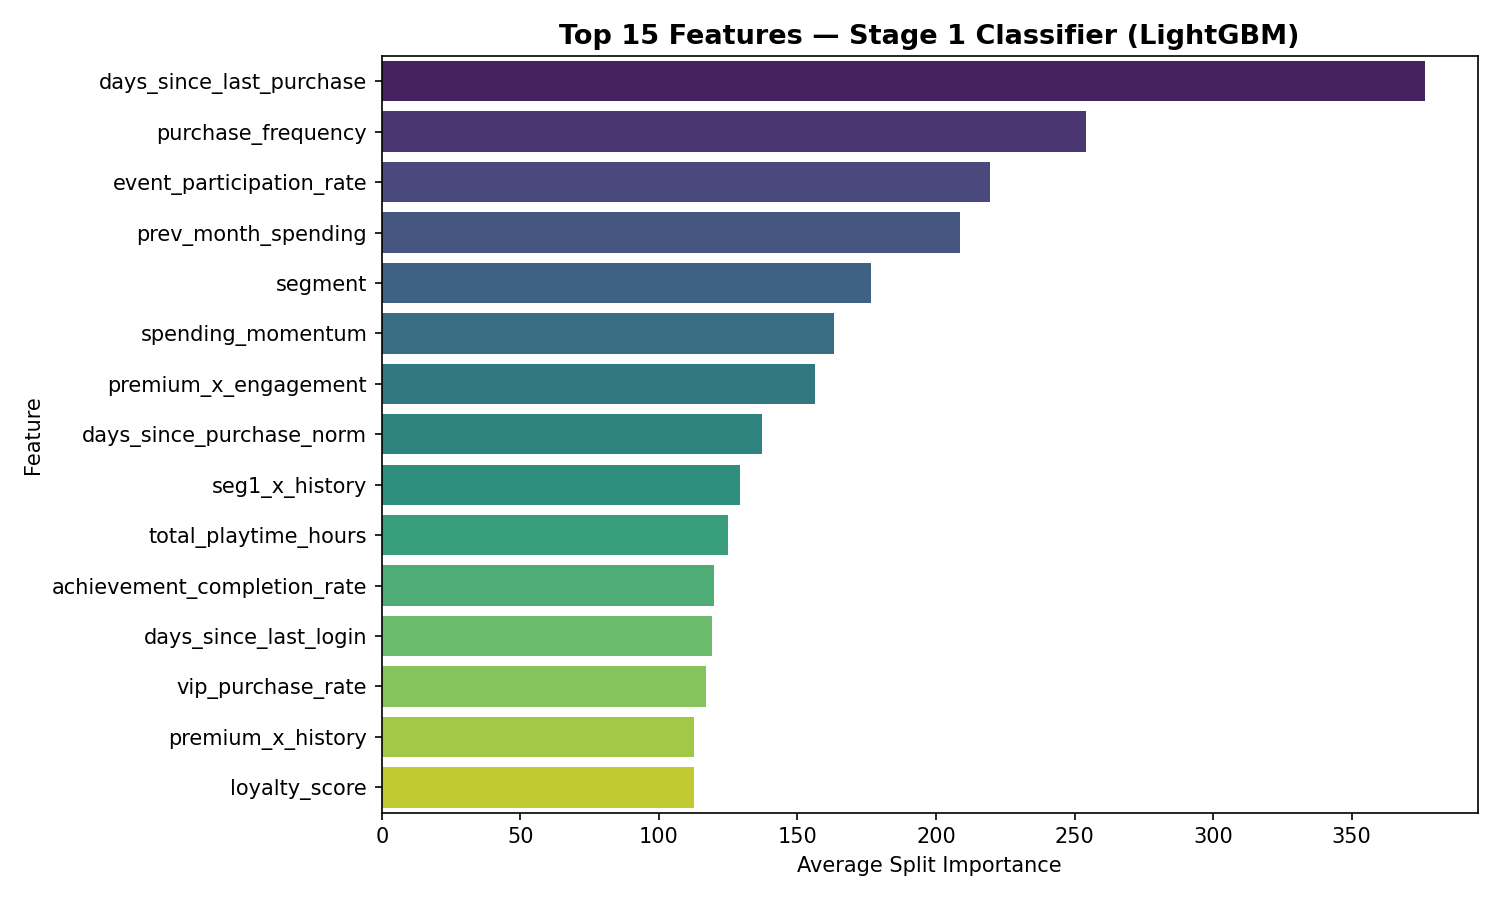 Top 15 Features — Stage 1 Classifier (LightGBM)
Feature
days_since_last_purchase
purchase_frequency
event_participation_rate
prev_month_spending
segment
spending_momentum
premium_x_engagement
days_since_purchase_norm
seg1_x_history
total_playtime_hours
achievement_completion_rate
days_since_last_login
vip_purchase_rate
premium_x_history
loyalty_score
0 50 100 150 200 250 300 350
Average Split Importance